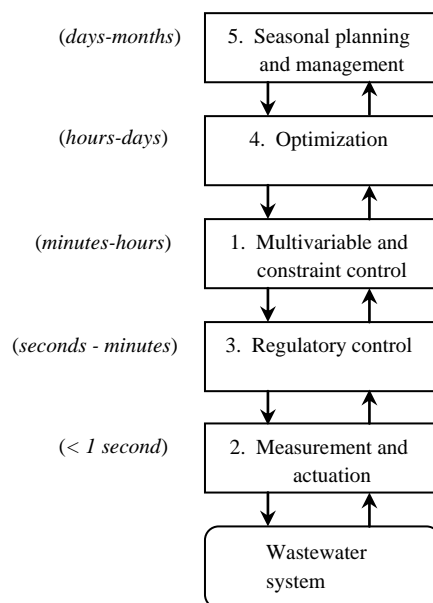 (days-months)
5. Seasonal planning
and management
(hours-days)
4. Optimization
(minutes-hours)
1. Multivariable and
constraint control
(seconds - minutes)
3. Regulatory control
(< 1 second)
2. Measurement and
actuation
Wastewater
system